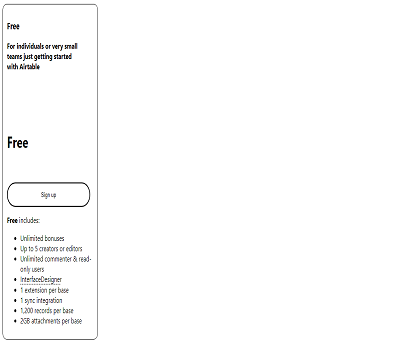 Free
For individuals or very small
teams just getting started
with Airtable
Free
Sign up
Free includes:
Unlimited bonuses
Up to 5 creators or editors
Unlimited commenter & read-
only users
InterfaceDesigner
1 extension per base
1 sync integration
1,200 records per base
2GB attachments per base